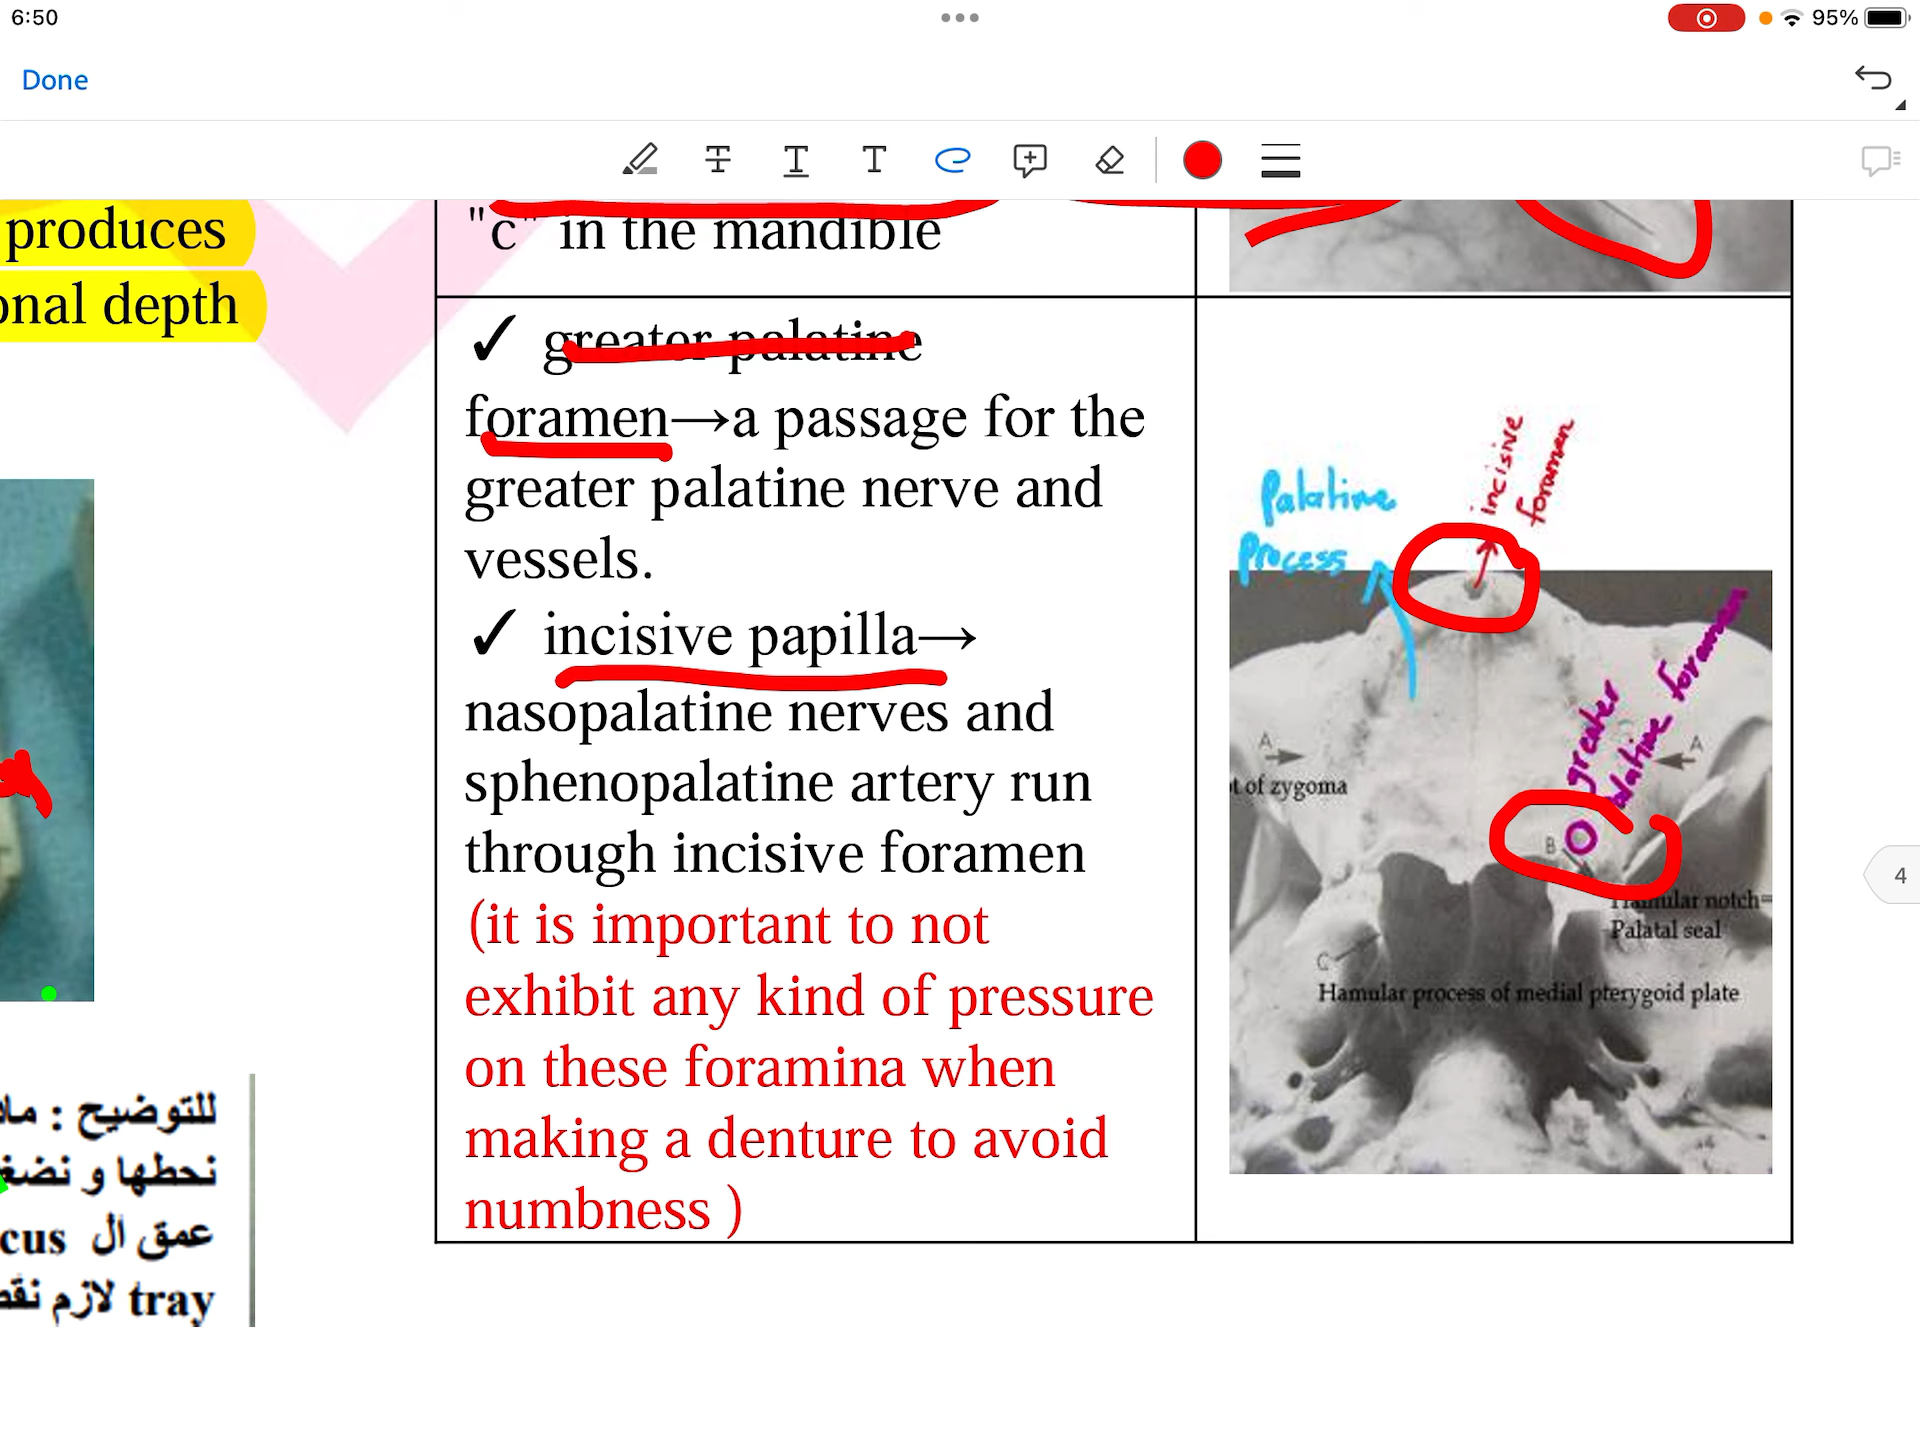 6:50
95%
Done
produces
onal depth
"c" in the mandible
✓ greater palatine
foramen→a passage for the
greater palatine nerve and
vessels.
✓ incisive papilla→
nasopalatine nerves and
sphenopalatine artery run
through incisive foramen
(it is important to not
exhibit any kind of pressure
on these foramina when
making a denture to avoid
numbness )
incisive
foramen
Palatine
Process
greater
palatine foramen
A
A
t of zygoma
B
Hamular notch=
Palatal seal
C
Hamular process of medial pterygoid plate
4
للتوضيح :
نحطها و
عمق ال cus
tray لازم